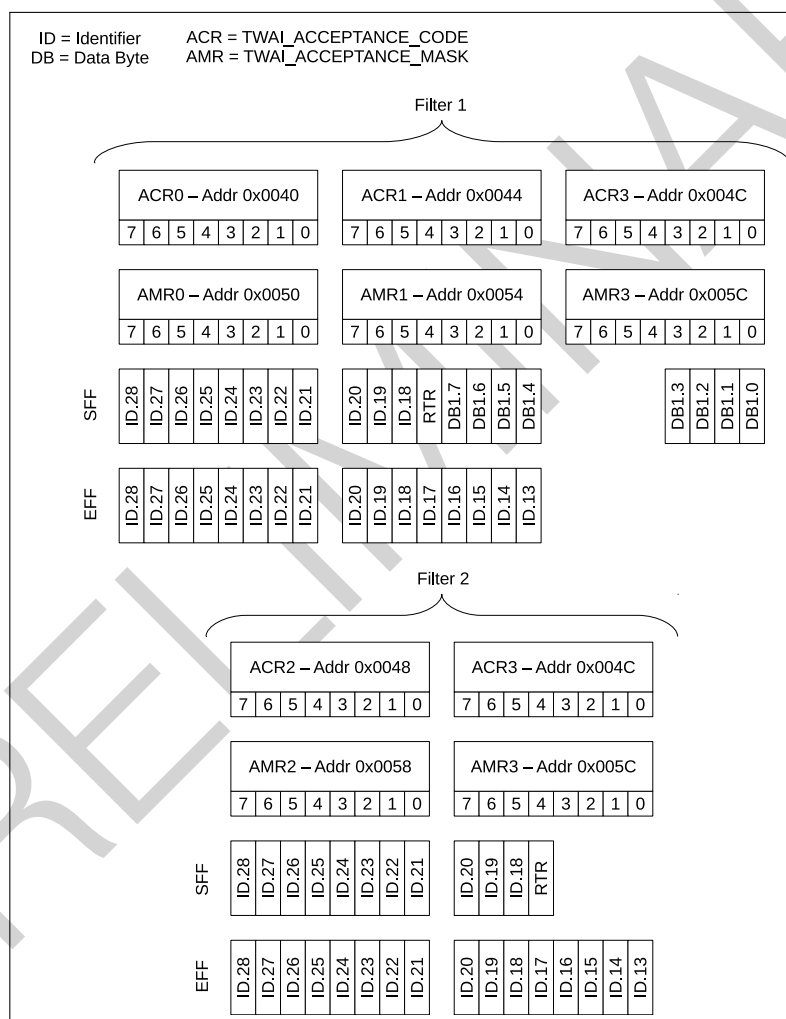 ID = Identifier ACR = TWAI_ACCEPTANCE_CODE
DB = Data Byte AMR = TWAI_ACCEPTANCE_MASK
Filter 1
ACR0 – Addr 0x0040 ACR1 – Addr 0x0044 ACR3 – Addr 0x004C
7 6 5 4 3 2 1 0 7 6 5 4 3 2 1 0 7 6 5 4 3 2 1 0
AMR0 – Addr 0x0050 AMR1 – Addr 0x0054 AMR3 – Addr 0x005C
7 6 5 4 3 2 1 0 7 6 5 4 3 2 1 0 7 6 5 4 3 2 1 0
SFF ID.28 ID.27 ID.26 ID.25 ID.24 ID.23 ID.22 ID.21 ID.20 ID.19 ID.18 RTR DB1.7 DB1.6 DB1.5 DB1.4 DB1.3 DB1.2 DB1.1 DB1.0
EFF ID.28 ID.27 ID.26 ID.25 ID.24 ID.23 ID.22 ID.21 ID.20 ID.19 ID.18 ID.17 ID.16 ID.15 ID.14 ID.13
Filter 2
ACR2 – Addr 0x0048 ACR3 – Addr 0x004C
7 6 5 4 3 2 1 0 7 6 5 4 3 2 1 0
AMR2 – Addr 0x0058 AMR3 – Addr 0x005C
7 6 5 4 3 2 1 0 7 6 5 4 3 2 1 0
SFF ID.28 ID.27 ID.26 ID.25 ID.24 ID.23 ID.22 ID.21 ID.20 ID.19 ID.18 RTR
EFF ID.28 ID.27 ID.26 ID.25 ID.24 ID.23 ID.22 ID.21 ID.20 ID.19 ID.18 ID.17 ID.16 ID.15 ID.14 ID.13
RELIMINA